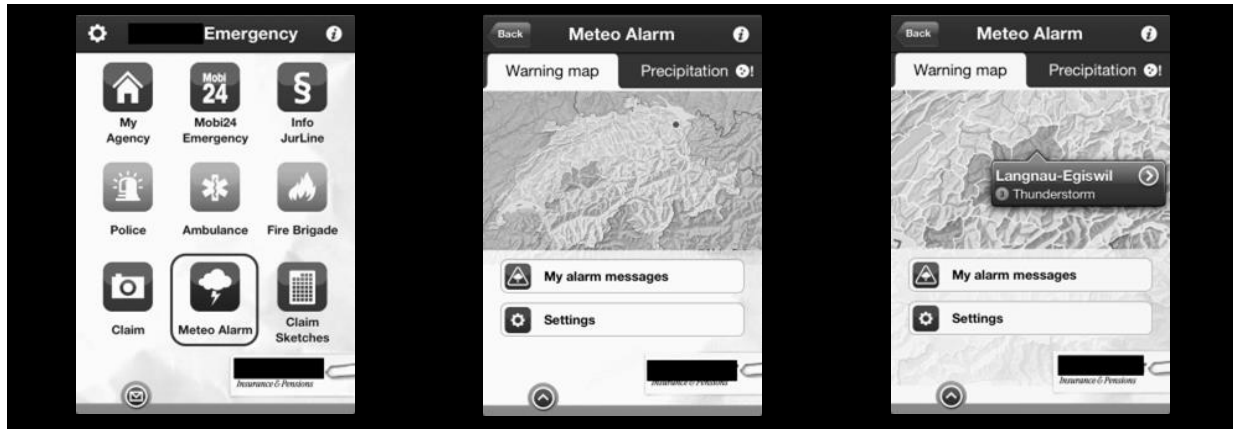 Emergency i
My
Agency
Mobi
24
Mobi24
Emergency
§
Info
JurLine
Police
Ambulance
Fire Brigade
Claim
Meteo Alarm
Claim
Sketches
Insurance & Pensions
Back Meteo Alarm i
Warning map Precipitation !
My alarm messages
Settings
Insurance & Pensions
Back Meteo Alarm i
Warning map Precipitation !
Langnau-Egiswil
3 Thunderstorm
My alarm messages
Settings
Insurance & Pensions